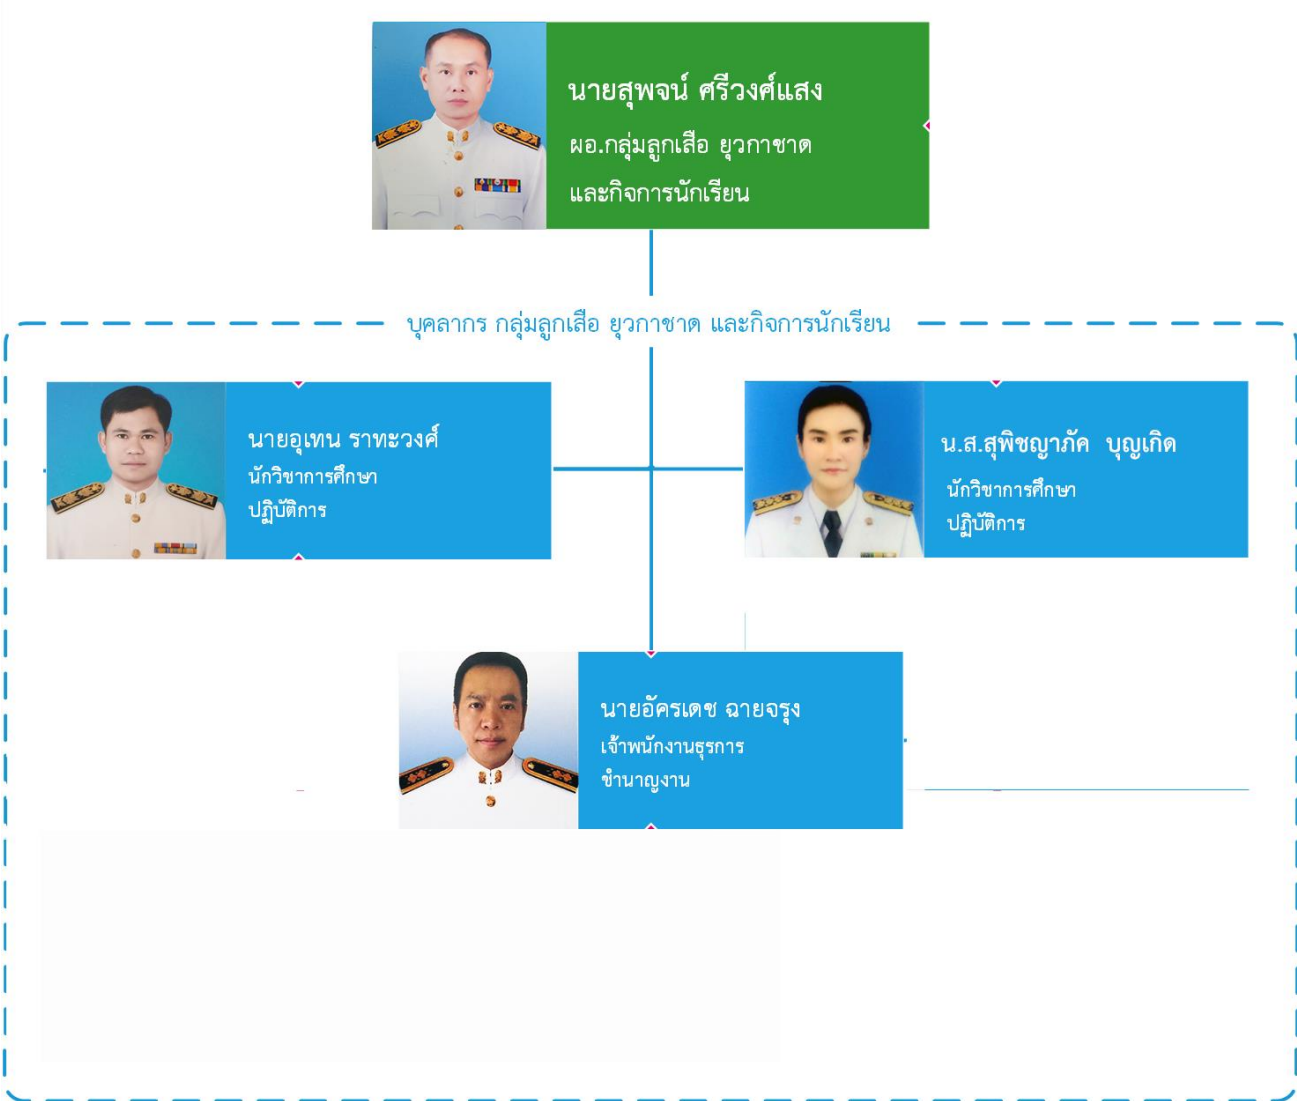 นายสุพจน์ ศรีวงศ์แสง
ผอ.กลุ่มลูกเสือ ยุวกาชาด
และกิจการนักเรียน
บุคลากร กลุ่มลูกเสือ ยุวกาชาด และกิจการนักเรียน
นายอุเทน ราทะวงศ์
นักวิชาการศึกษา
ปฏิบัติการ
น.ส.สุพิชญาภัค บุญเกิด
นักวิชาการศึกษา
ปฏิบัติการ
นายอัครเดช ฉายจรุง
เจ้าพนักงานธุรการ
ชำนาญงาน